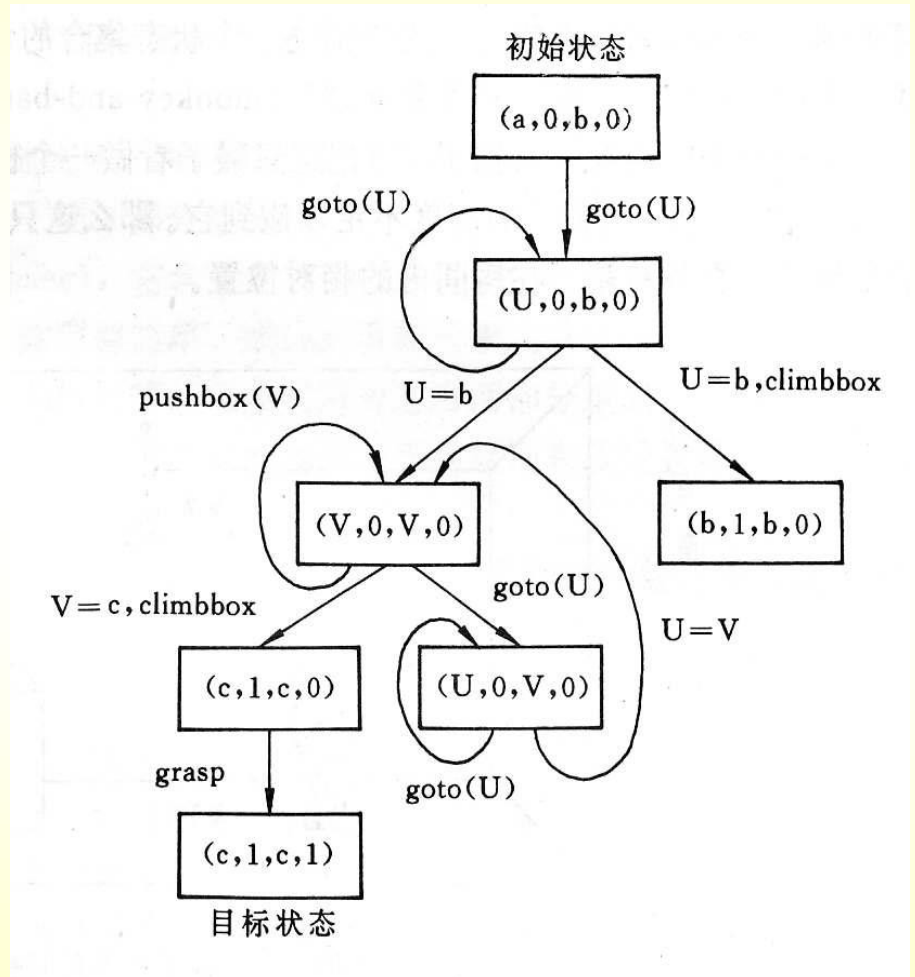 初始状态
(a,0,b,0)
goto(U)
goto(U)
(U,0,b,0)
U=b
U=b,climbbox
pushbox(V)
(V,0,V,0)
(b,1,b,0)
V=c,climbbox
goto(U)
U=V
(c,1,c,0)
(U,0,V,0)
grasp
goto(U)
(c,1,c,1)
目标状态